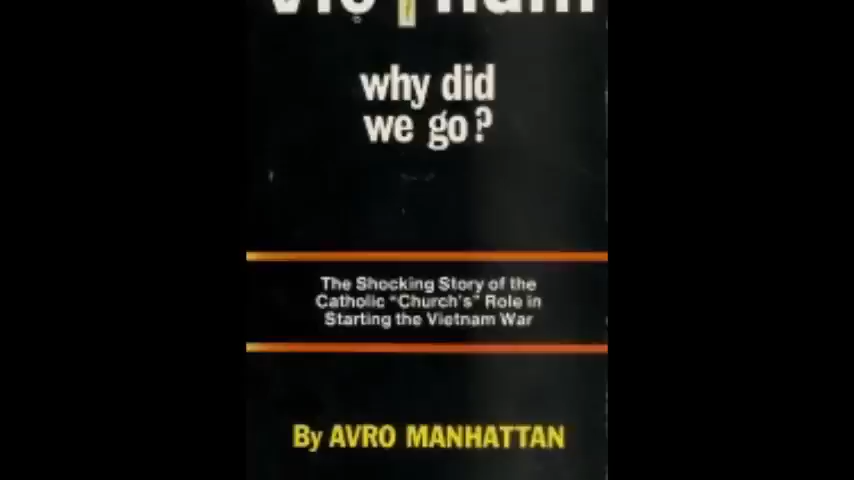 why did
we go?
The Shocking Story of the
Catholic "Church's" Role in
Starting the Vietnam War
By AVRO MANHATTAN